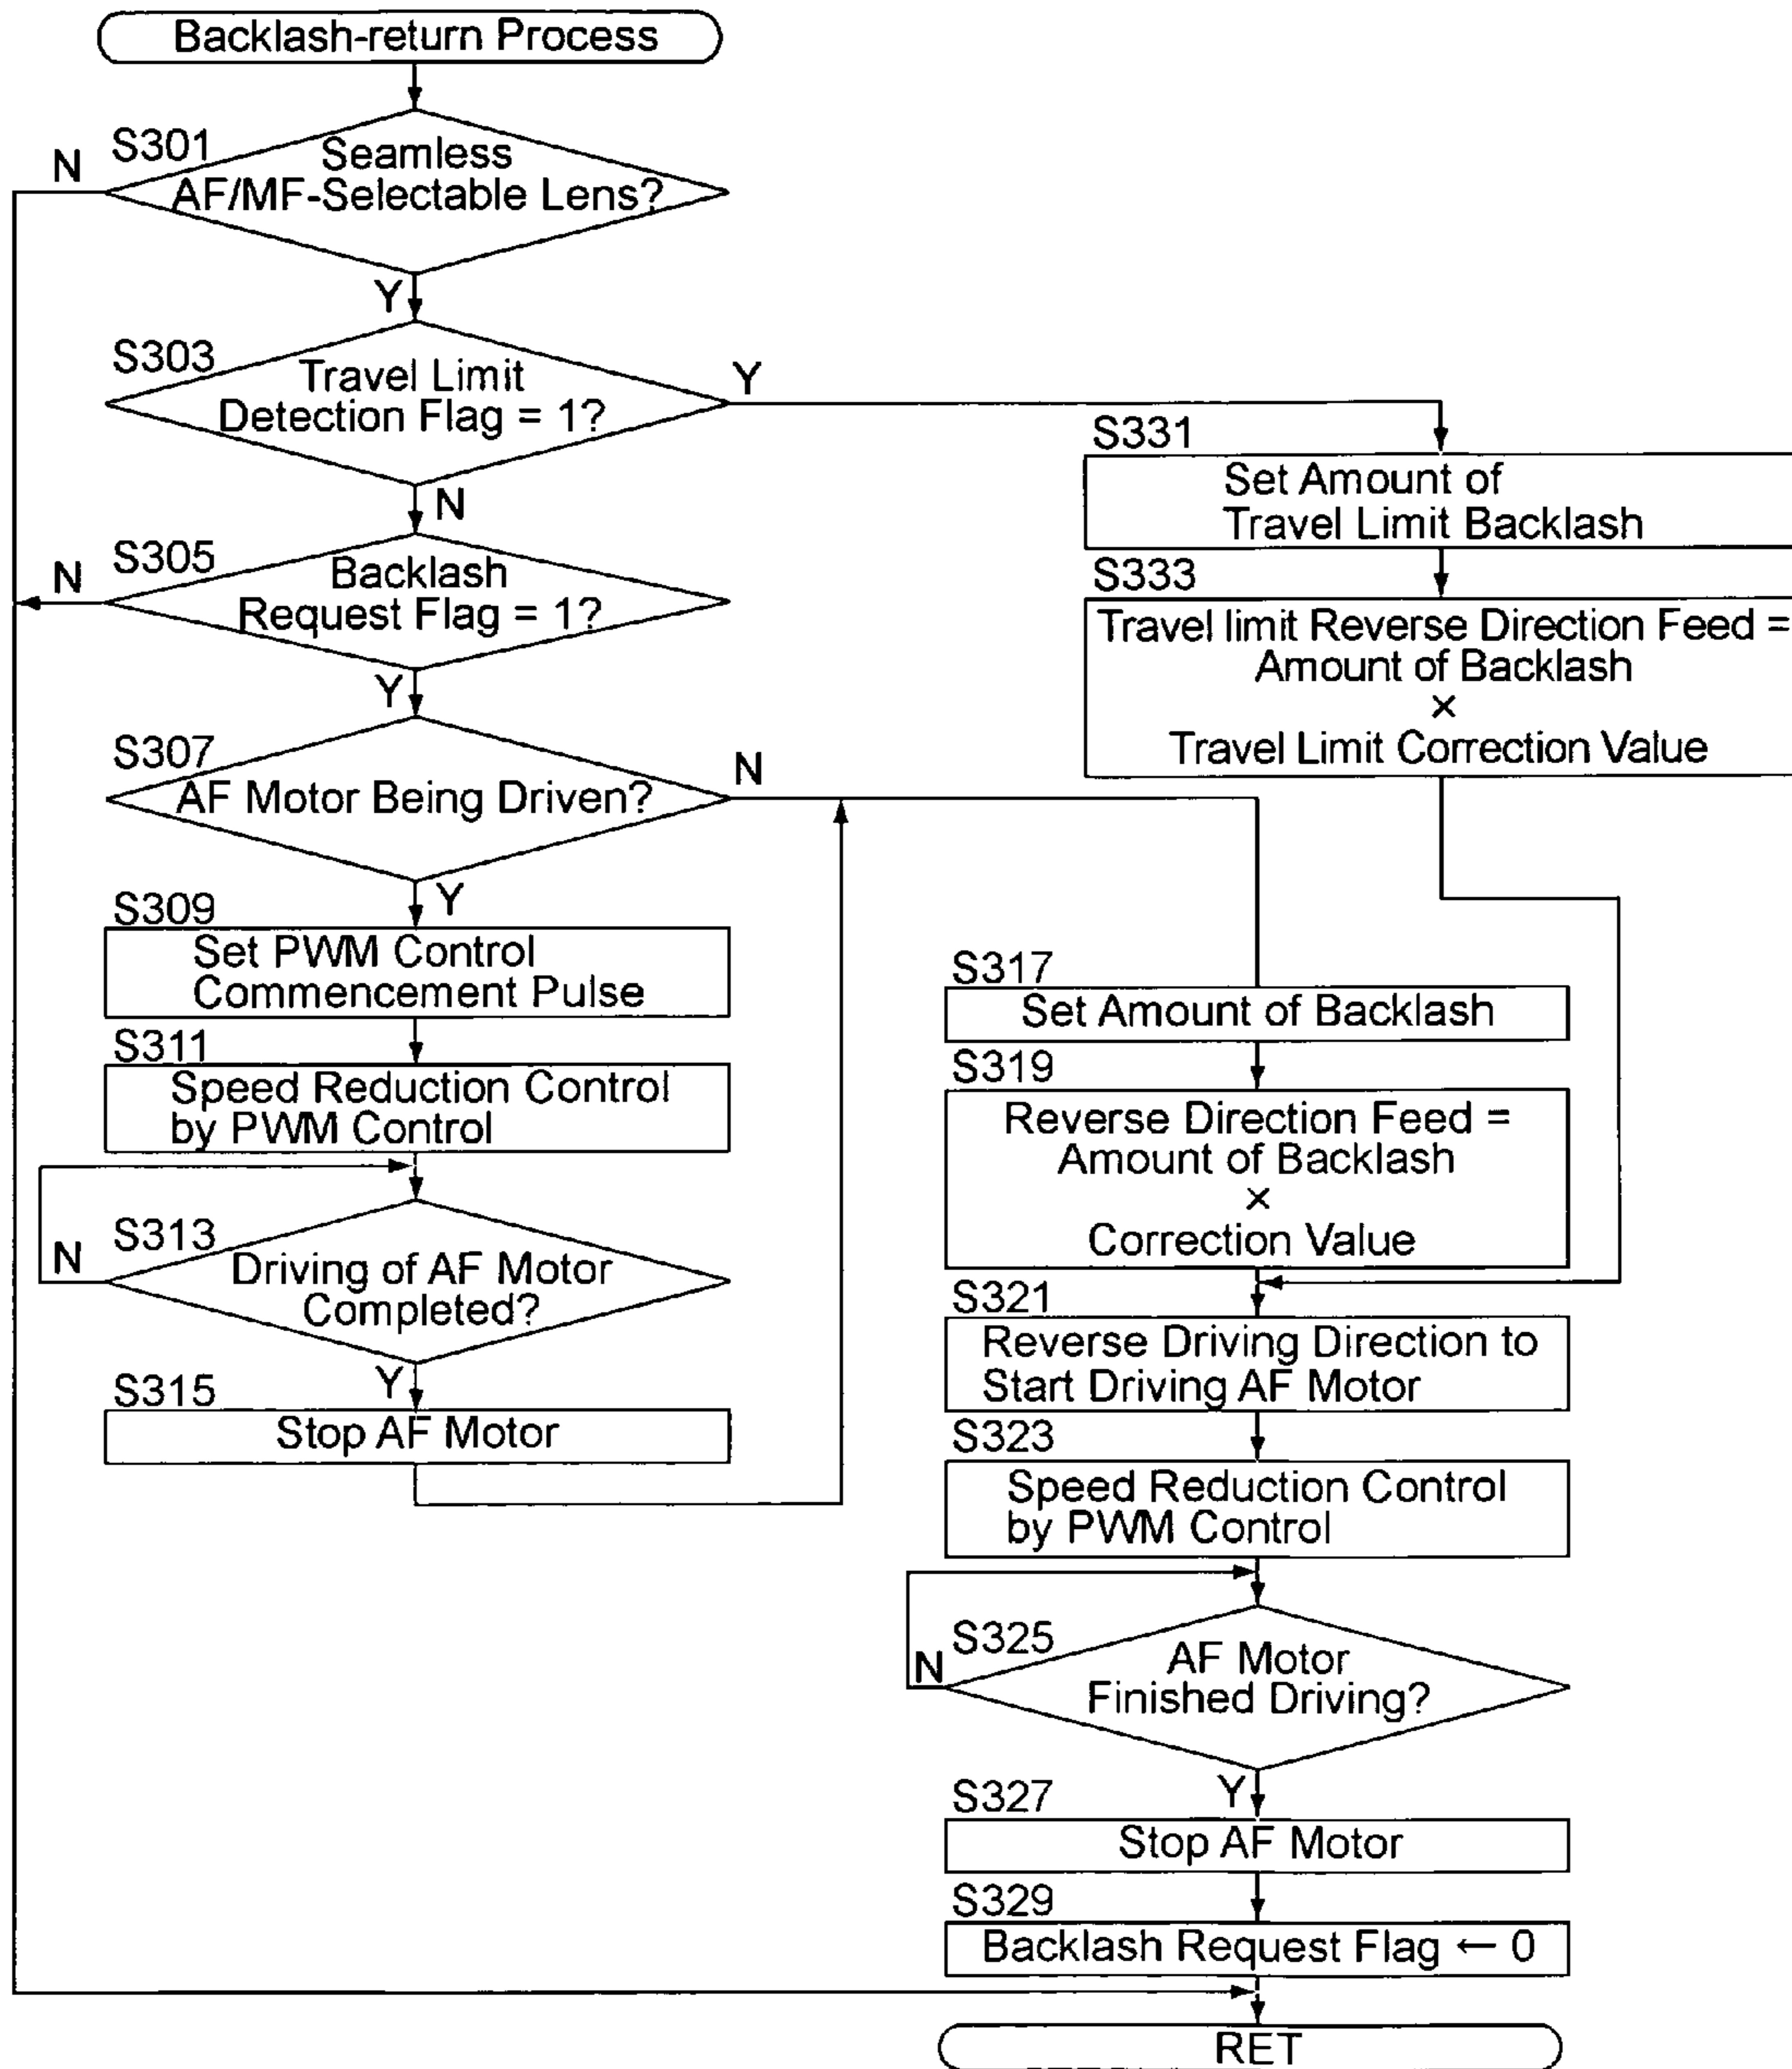 Backlash-return Process
S301
N
Seamless
AF/MF-Selectable Lens?
Y
S303
Travel Limit
Detection Flag = 1?
Y
N
S305
N
Backlash
Request Flag = 1?
Y
S307
AF Motor Being Driven?
N
Y
S309
Set PWM Control
Commencement Pulse
S311
Speed Reduction Control
by PWM Control
S313
N
Driving of AF Motor
Completed?
Y
S315
Stop AF Motor
S331
Set Amount of
Travel Limit Backlash
S333
Travel limit Reverse Direction Feed =
Amount of Backlash
×
Travel Limit Correction Value
S317
Set Amount of Backlash
S319
Reverse Direction Feed =
Amount of Backlash
×
Correction Value
S321
Reverse Driving Direction to
Start Driving AF Motor
S323
Speed Reduction Control
by PWM Control
S325
N
AF Motor
Finished Driving?
Y
S327
Stop AF Motor
S329
Backlash Request Flag ← 0
RET